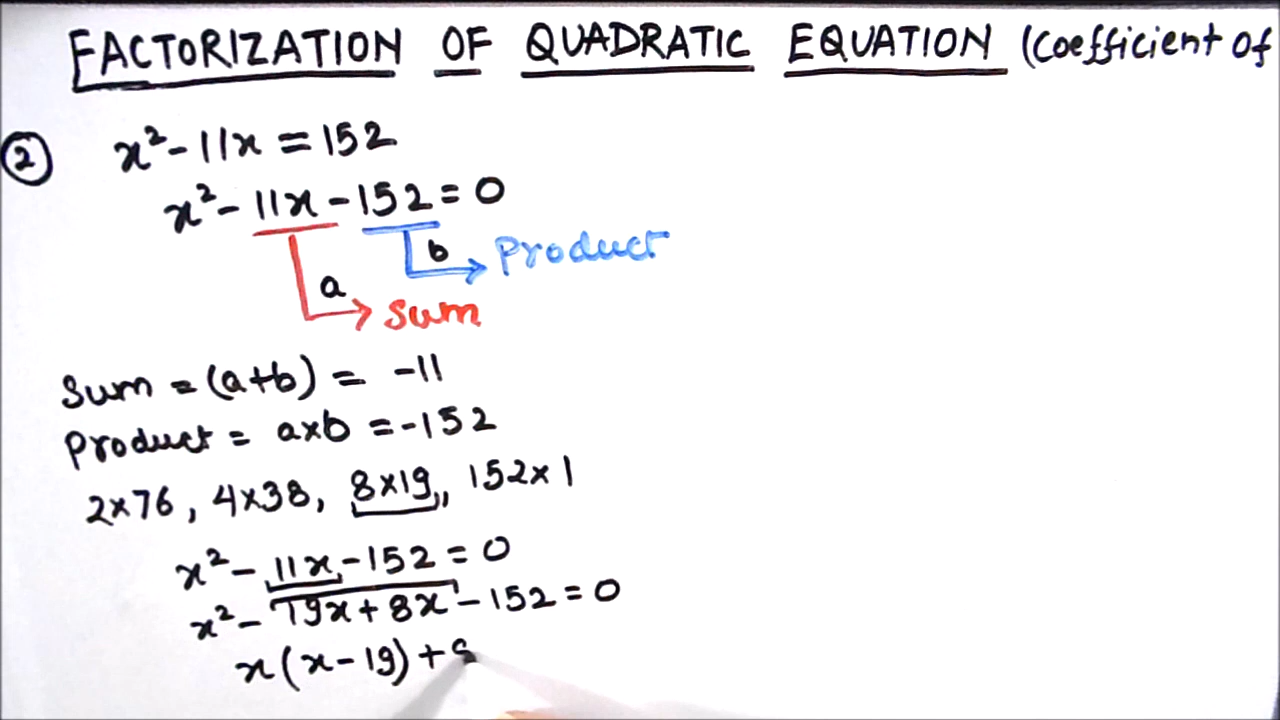 FACTORIZATION OF QUADRATIC EQUATION (Coefficient of
② x² - 11x = 152
x² - 11x - 152 = 0
b → Product
a → Sum
Sum = (a+b) = -11
Product = a×b = -152
2×76, 4×38, 8×19, 152×1
x² - 11x - 152 = 0
x² - 19x + 8x - 152 = 0
x(x - 19) +